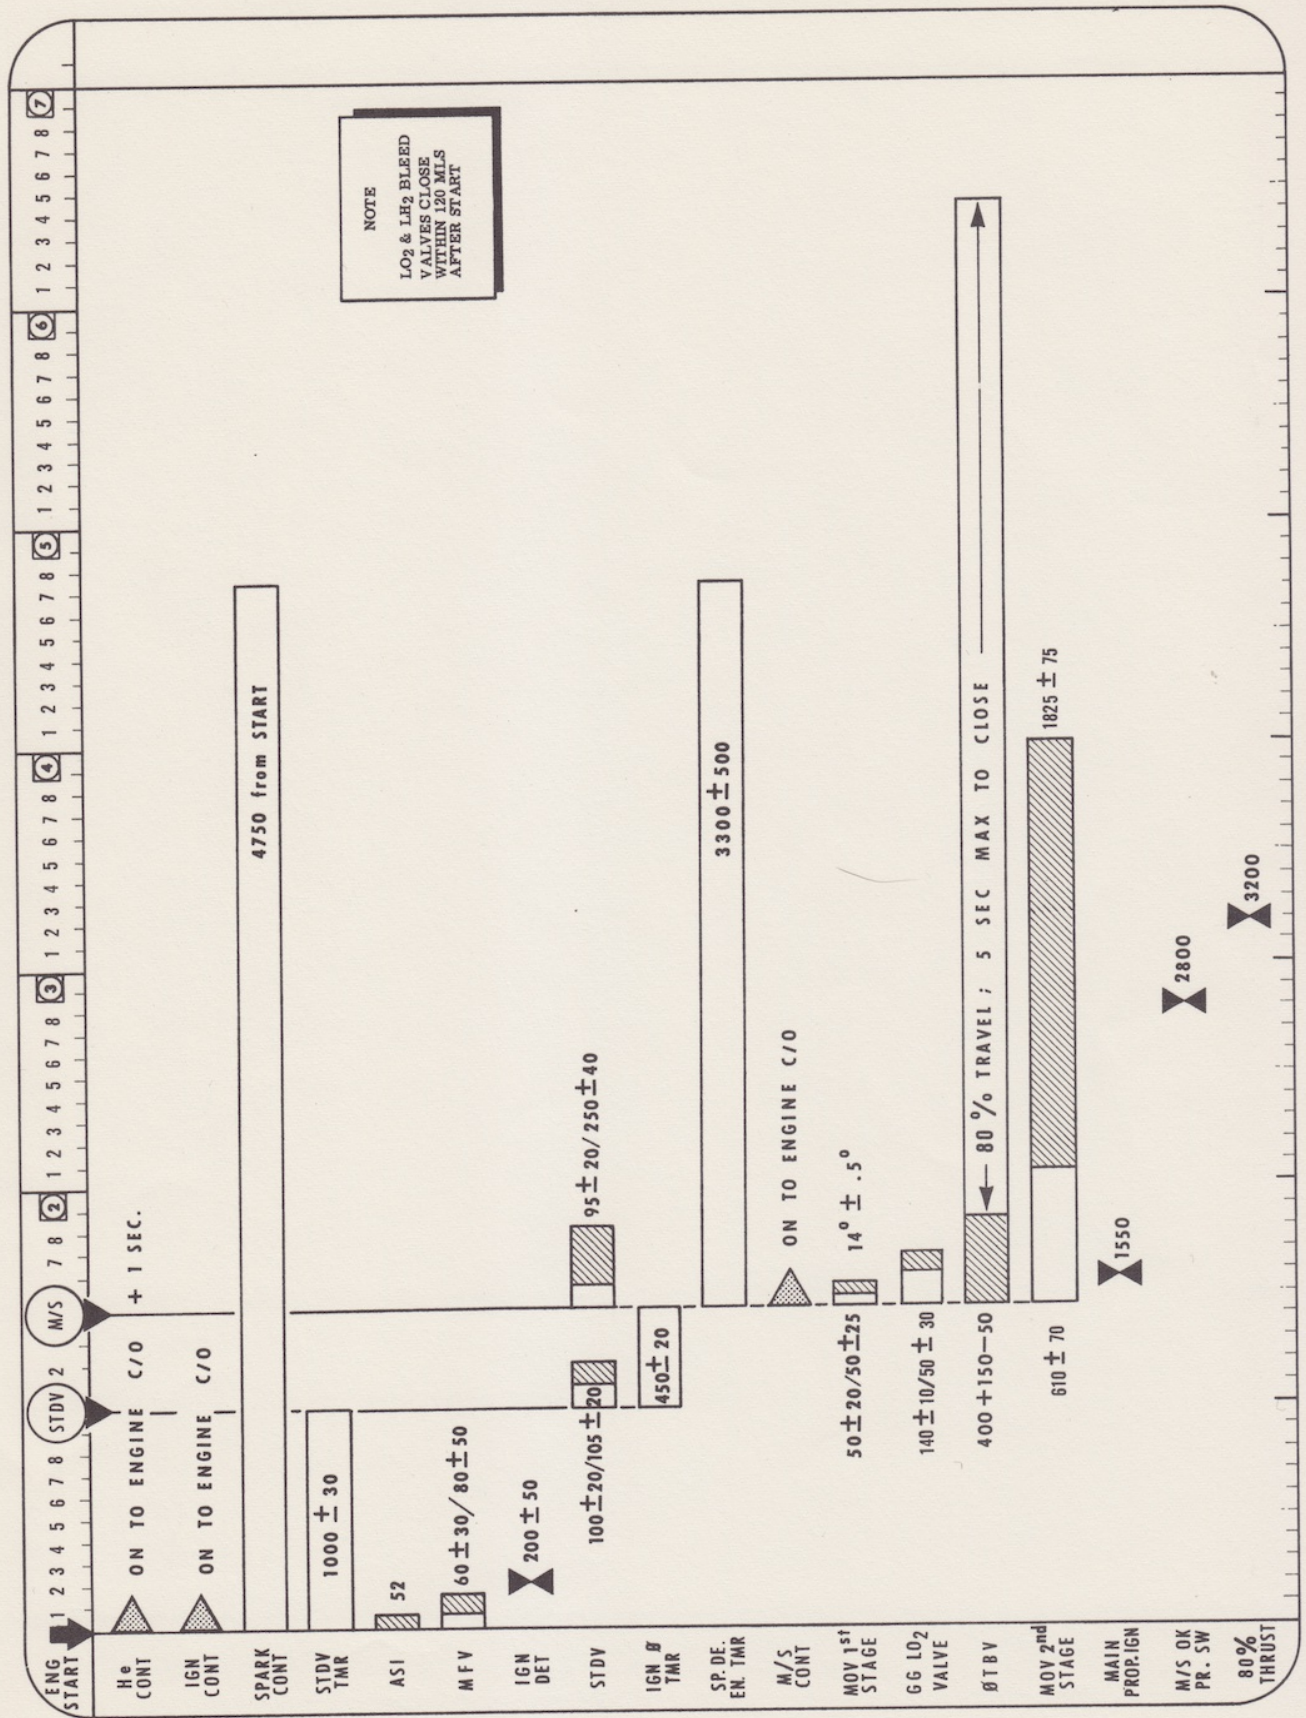 ENG
START
1 2 3 4 5 6 7 8 STDV 2 M/S 7 8 2 1 2 3 4 5 6 7 8 3 1 2 3 4 5 6 7 8 4 1 2 3 4 5 6 7 8 5 1 2 3 4 5 6 7 8 6 1 2 3 4 5 6 7 8 7
He
CONT
ON TO ENGINE C/O + 1 SEC.
IGN
CONT
ON TO ENGINE C/O
SPARK
CONT
4750 from START
STDV
TMR
1000 ± 30
NOTE
LO2 & LH2 BLEED
VALVES CLOSE
WITHIN 120 MLS
AFTER START
ASI
52
MFV
60 ± 30/ 80 ± 50
IGN
DET
200 ± 50
STDV
100 ± 20/105 ± 20
95 ± 20/ 250 ± 40
IGN Ø
TMR
450 ± 20
SP. DE.
EN. TMR
3300 ± 500
M/S
CONT
ON TO ENGINE C/O
MOV 1st
STAGE
50 ± 20/50 ± 25
14° ± .5°
GG LO2
VALVE
140 ± 10/50 ± 30
ØTBV
400 +150-50
80 % TRAVEL ; 5 SEC MAX TO CLOSE
MOV 2nd
STAGE
610 ± 70
1825 ± 75
MAIN
PROP.IGN
1550
M/S OK
PR. SW
2800
80%
THRUST
3200